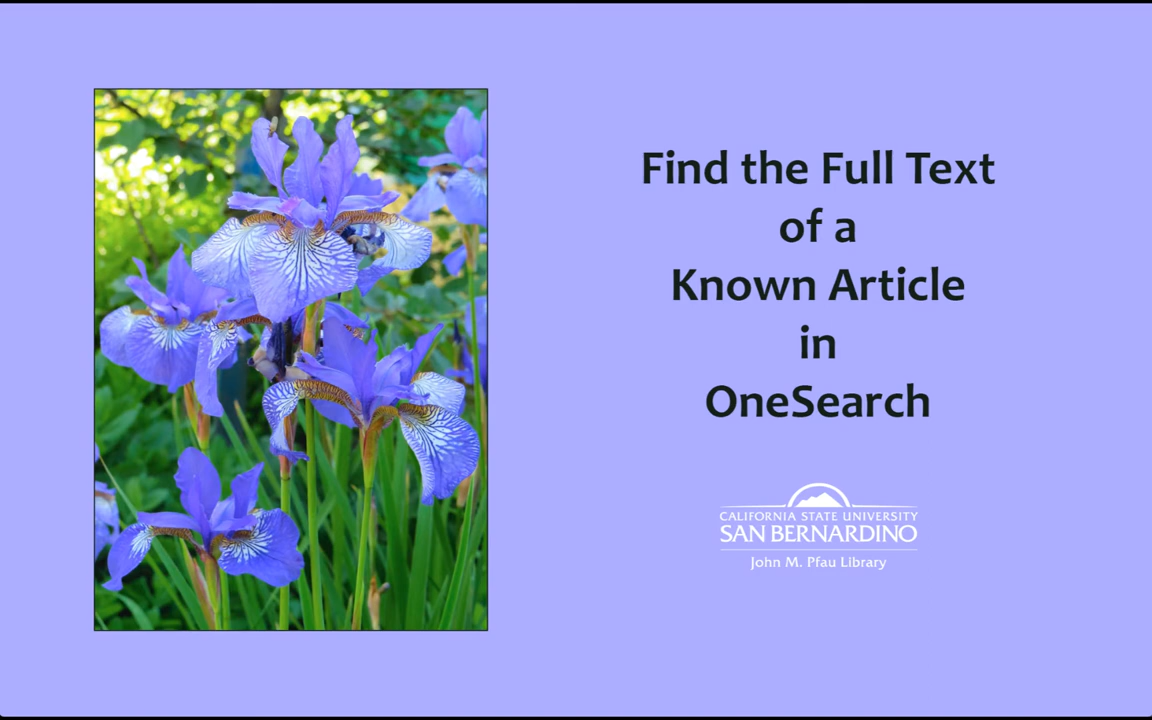 Find the Full Text
of a
Known Article
in
OneSearch
CALIFORNIA STATE UNIVERSITY
SAN BERNARDINO
John M. Pfau Library